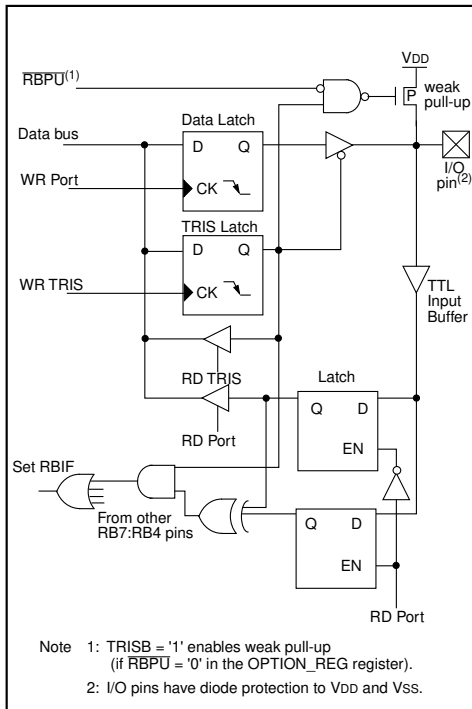 VDD
RBPU(1)
P
weak
pull-up
Data bus
Data Latch
D
Q
WR Port
CK
I/O
pin(2)
TRIS Latch
D
Q
WR TRIS
CK
TTL
Input
Buffer
RD TRIS
Latch
Q
D
RD Port
EN
Set RBIF
From other
RB7:RB4 pins
Q
D
EN
RD Port
Note 1: TRISB = '1' enables weak pull-up
(if RBPU = '0' in the OPTION_REG register).
2: I/O pins have diode protection to VDD and VSS.